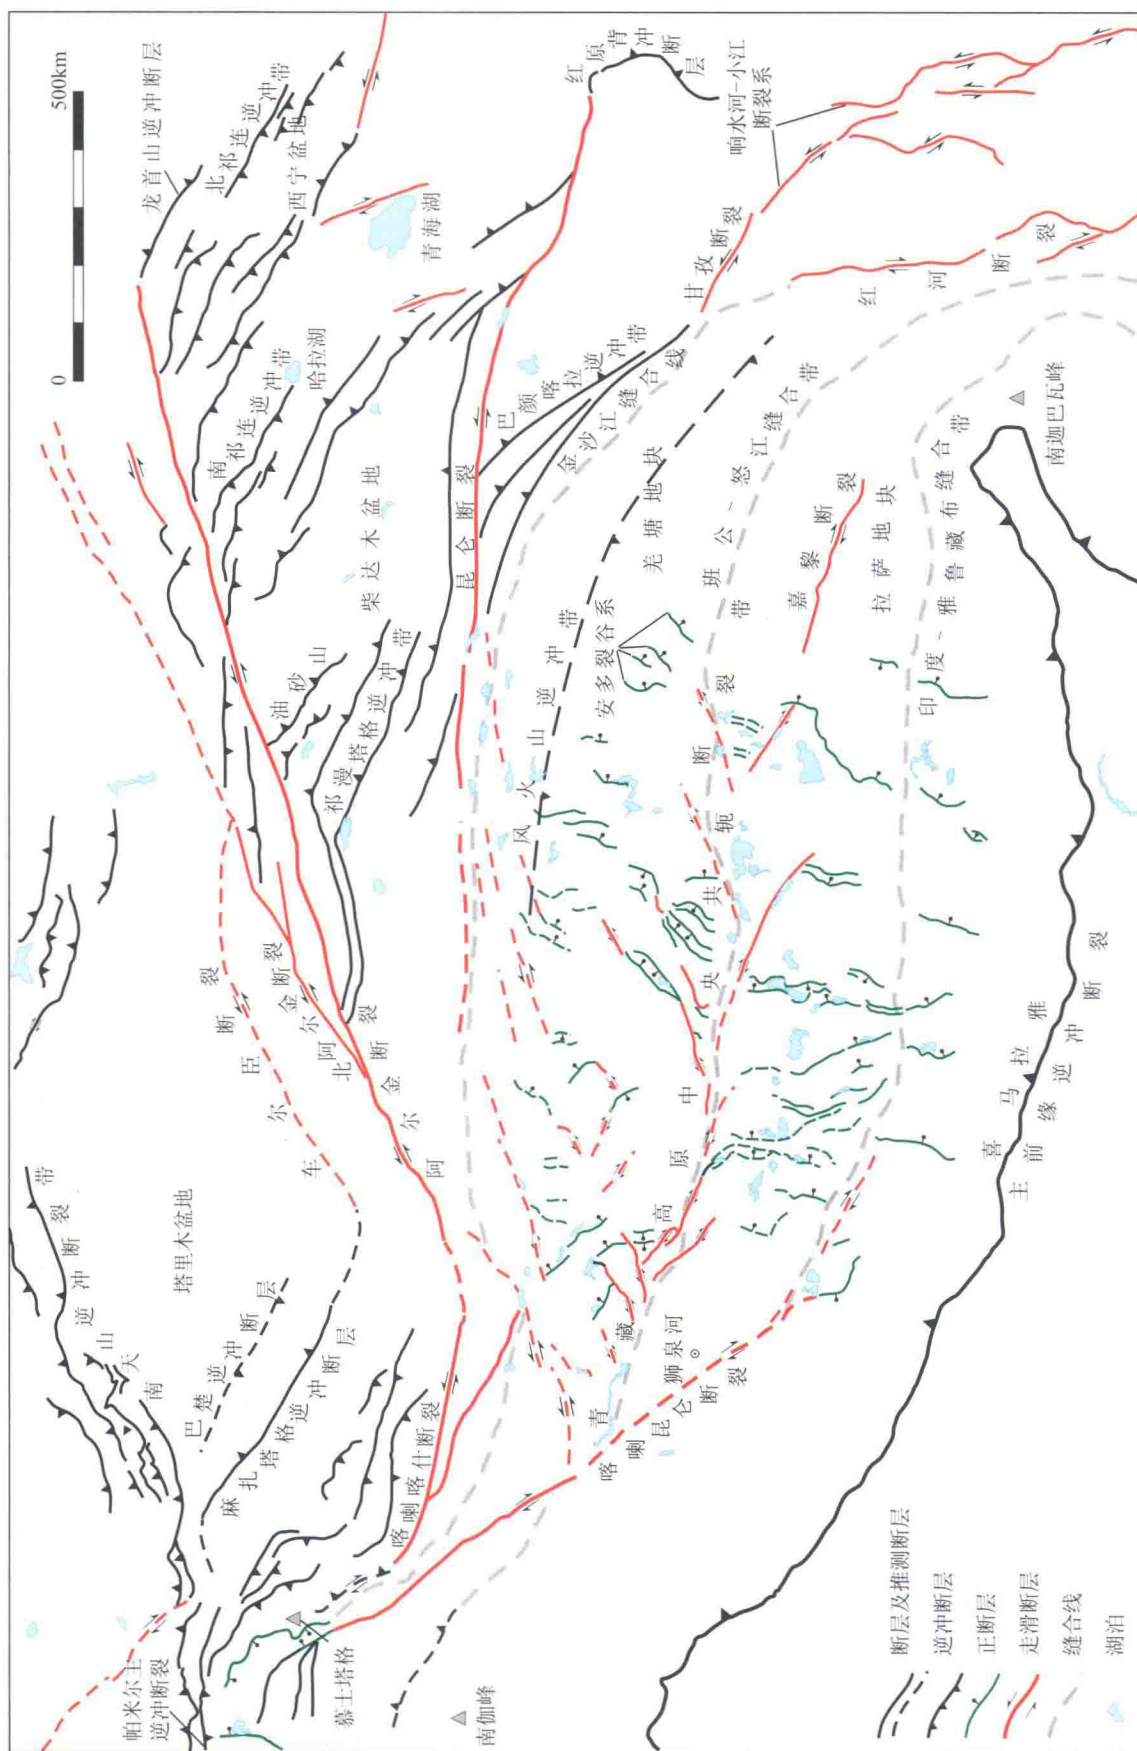 0
500km
帕米尔主
逆冲断裂
南天山逆冲断裂带
塔里木盆地
巴楚逆冲断层
麻扎塔格逆冲断层
车尔臣断裂
北阿尔金断裂
阿尔金断裂
龙首山逆冲断层
北祁连逆冲带
西宁盆地
南祁连逆冲带
哈拉湖
青海湖
油砂山
柴达木盆地
祁漫塔格逆冲带
慕士塔格
喀喇喀什断裂
昆仑断裂
红原背冲断层
南伽峰
巴颜喀拉逆冲带
金沙江缝合线
风火山逆冲带
羌塘地块
安多裂谷系
甘孜断裂
响水河-小江
断裂系
青藏高原中央共轭断裂带
班公-怒江缝合带
狮泉河
喀喇昆仑断裂
嘉黎断裂
拉萨地块
红河断裂
印度-雅鲁藏布缝合带
南迦巴瓦峰
喜马拉雅
主前缘逆冲断裂
断层及推测断层
逆冲断层
正断层
走滑断层
缝合线
湖泊